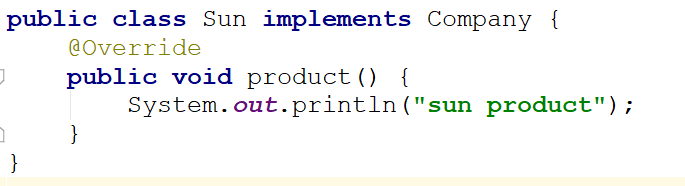 public class Sun implements Company {
    @Override
    public void product() {
        System.out.println("sun product");
    }
}